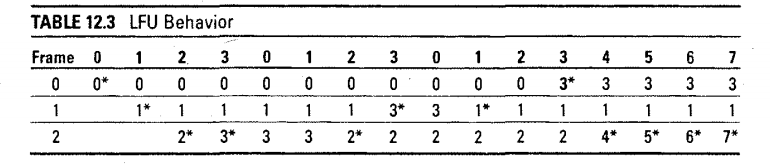 TABLE 12.3 LFU Behavior
Frame 0 1 2 3 0 1 2 3 0 1 2 3 4 5 6 7
0 0* 0 0 0 0 0 0 0 0 0 0 3* 3 3 3 3
1 1* 1 1 1 1 1 3* 3 1* 1 1 1 1 1 1
2 2* 3* 3 3 2* 2 2 2 2 2 4* 5* 6* 7*